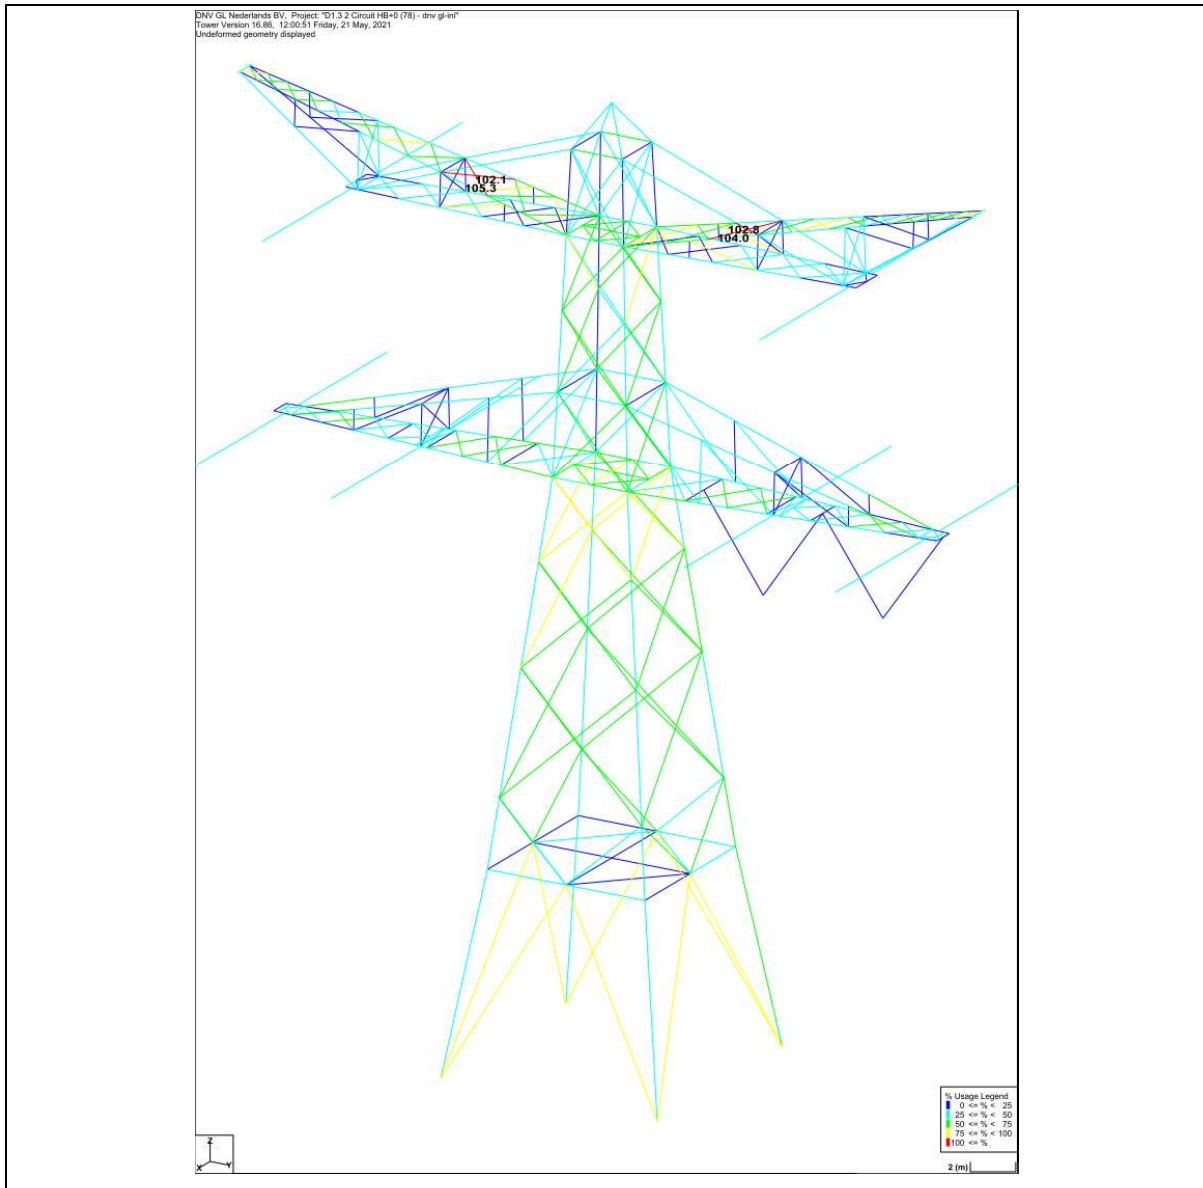 DNV GL Nederlands BV, Project: "D1.3 2 Circuit HB+0 (78) - dnv gl-ini"
Tower Version 16.86, 12:00:51 Friday, 21 May, 2021
Undeformed geometry displayed
102.1
105.3
102.8
104.0
% Usage Legend
0 <= % < 25
25 <= % < 50
50 <= % < 75
75 <= % < 100
100 <= %
Z
X Y
2 (m)